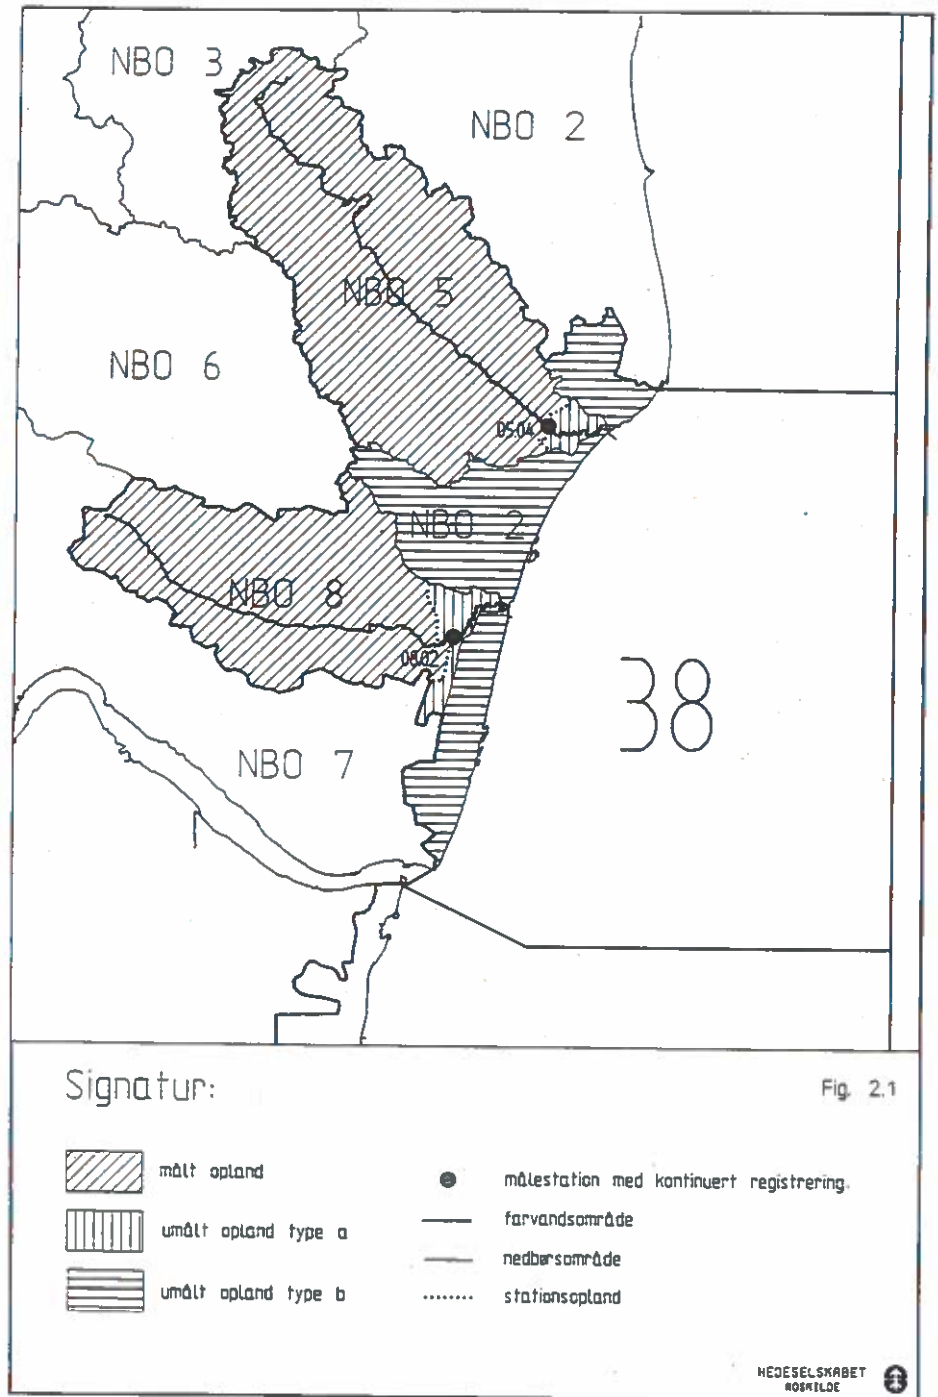 NBO 3
NBO 2
NBO 5
NBO 6
05.04
NBO 2
NBO 8
08.02
38
NBO 7
Signatur:
Fig. 2.1
målt opland
umålt opland type a
umålt opland type b
målestation med kontinuert registrering.
farvandsområde
nedbørsområde
stationsopland
HEDESELSKABET
ROSKILDE